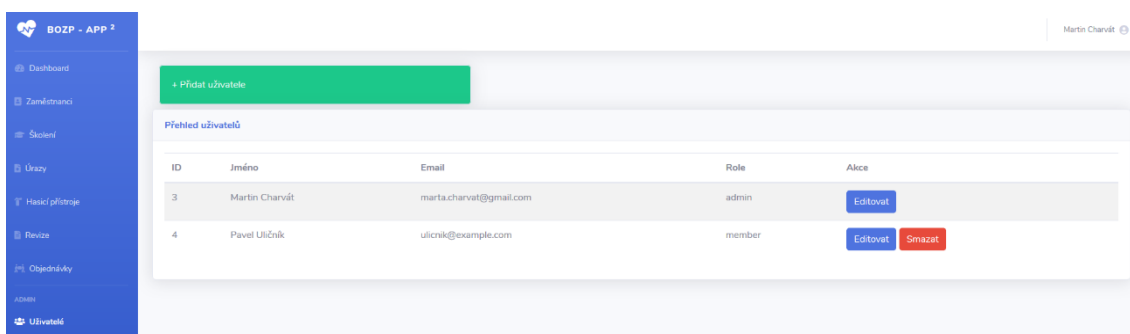 BOZP - APP ²
Martin Charvát
Dashboard
Zaměstnanci
Školení
Úrazy
Hasicí přístroje
Revize
Objednávky
ADMIN
Uživatelé
+ Přidat uživatele
Přehled uživatelů
ID Jméno Email Role Akce
3 Martin Charvát marta.charvat@gmail.com admin Editovat
4 Pavel Uličník ulicnik@example.com member Editovat Smazat